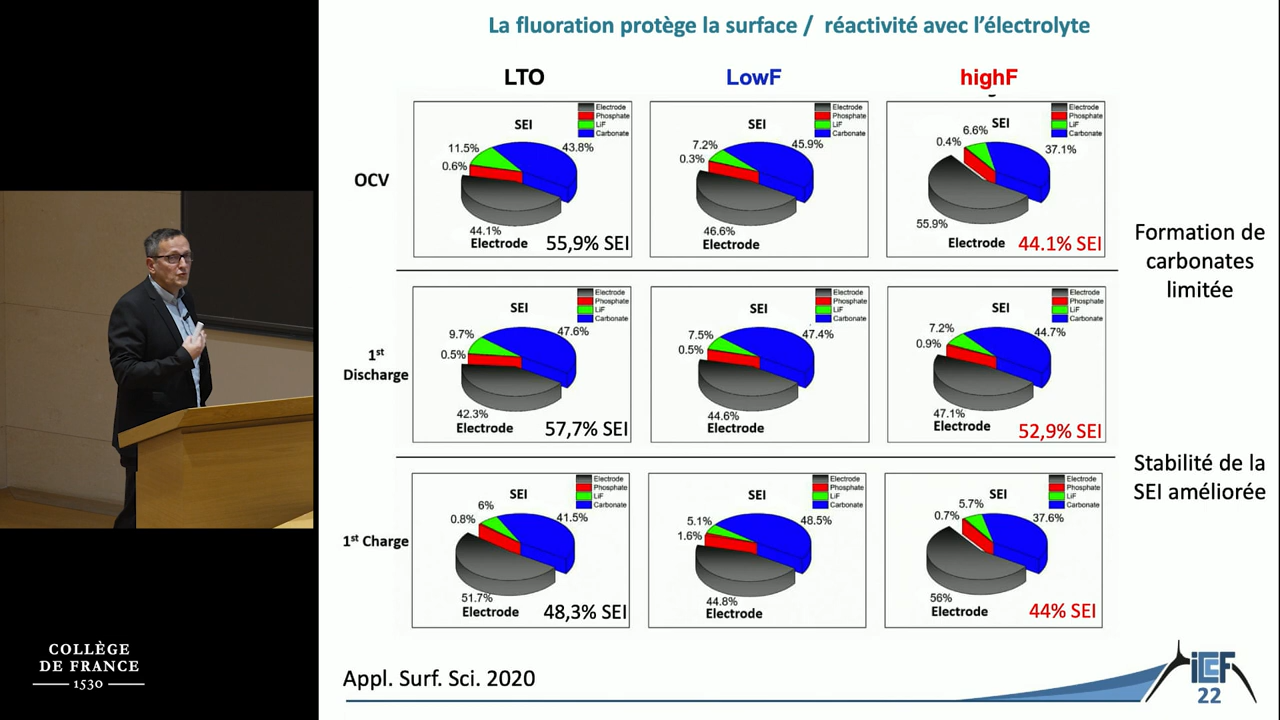 La fluoration protège la surface / réactivité avec l'électrolyte
LTO
LowF
highF
OCV
SEI
Electrode
Phosphate
LiF
Carbonate
11.5%
43.8%
0.6%
44.1%
Electrode
55,9% SEI
SEI
Electrode
Phosphate
LiF
Carbonate
7.2%
45.9%
0.3%
46.6%
Electrode
SEI
Electrode
Phosphate
LiF
Carbonate
6.6%
0.4%
37.1%
55.9%
Electrode
44.1% SEI
Formation de
carbonates
limitée
1st
Discharge
SEI
Electrode
Phosphate
LiF
Carbonate
9.7%
47.6%
0.5%
42.3%
Electrode
57,7% SEI
SEI
Electrode
Phosphate
LiF
Carbonate
7.5%
47.4%
0.5%
44.6%
Electrode
SEI
Electrode
Phosphate
LiF
Carbonate
7.2%
44.7%
0.9%
47.1%
Electrode
52,9% SEI
Stabilité de la
SEI améliorée
1st Charge
SEI
Electrode
Phosphate
LiF
Carbonate
6%
0.8%
41.5%
51.7%
Electrode
48,3% SEI
SEI
Electrode
Phosphate
LiF
Carbonate
5.1%
48.5%
1.6%
44.8%
Electrode
SEI
Electrode
Phosphate
LiF
Carbonate
5.7%
0.7%
37.6%
56%
Electrode
44% SEI
Appl. Surf. Sci. 2020
iCCF
22
COLLÈGE
DE FRANCE
1530